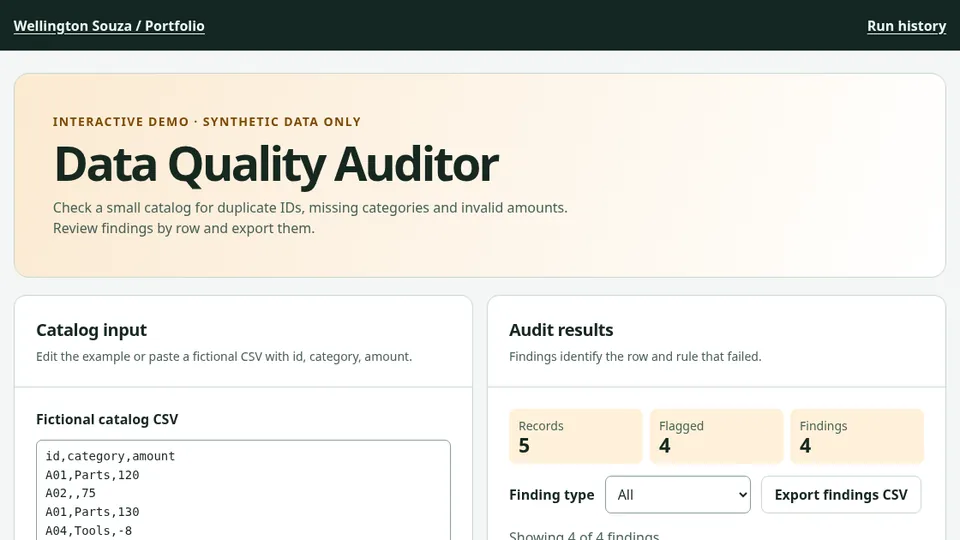 Wellington Souza / Portfolio
Run history
INTERACTIVE DEMO · SYNTHETIC DATA ONLY
Data Quality Auditor
Check a small catalog for duplicate IDs, missing categories and invalid amounts.
Review findings by row and export them.
Catalog input
Edit the example or paste a fictional CSV with id, category, amount.
Fictional catalog CSV
id,category,amount
A01,Parts,120
A02,,75
A01,Parts,130
A04,Tools,-8
Audit results
Findings identify the row and rule that failed.
Records
5
Flagged
4
Findings
4
Finding type
All
Export findings CSV
Showing 4 of 4 findings